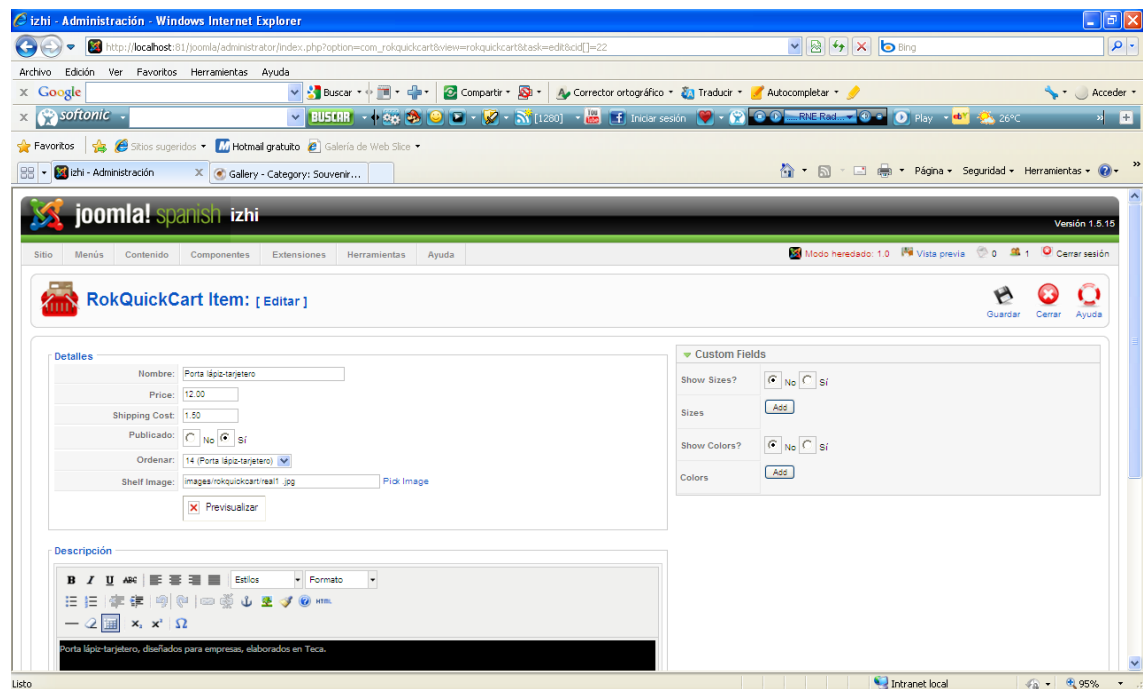 izhi - Administración - Windows Internet Explorer
http://localhost:81/joomla/administrator/index.php?option=com_rokquickcart&view=rokquickcart&task=edit&cid[]=22
Bing
Archivo Edición Ver Favoritos Herramientas Ayuda
x Google Buscar Compartir Corrector ortográfico Traducir Autocompletar Acceder
x softonic BUSCAR [1280] Iniciar sesión RNE Rad... Play ebY 26°C »
Favoritos Sitios sugeridos Hotmail gratuito Galería de Web Slice
izhi - Administración X Gallery - Category: Souvenir... Página Seguridad Herramientas »
joomla! spanish izhi
Versión 1.5.15
Sitio Menús Contenido Componentes Extensiones Herramientas Ayuda Modo heredado: 1.0 Vista previa 0 1 Cerrar sesión
RokQuickCart Item: [ Editar ]
Guardar Cerrar Ayuda
Detalles
Nombre: Porta lápiz-tarjetero
Price: 12.00
Shipping Cost: 1.50
Publicado: No Sí
Ordenar: 14 (Porta lápiz-tarjetero)
Shelf Image: images/rokquickcart/real1 .jpg Pick Image
Previsualizar
Custom Fields
Show Sizes? No Sí
Sizes Add
Show Colors? No Sí
Colors Add
Descripción
B I U ABC Estilos Formato
HTML
x₂ x² Ω
Porta lápiz-tarjetero, diseñados para empresas, elaborados en Teca.
Listo Intranet local 95%